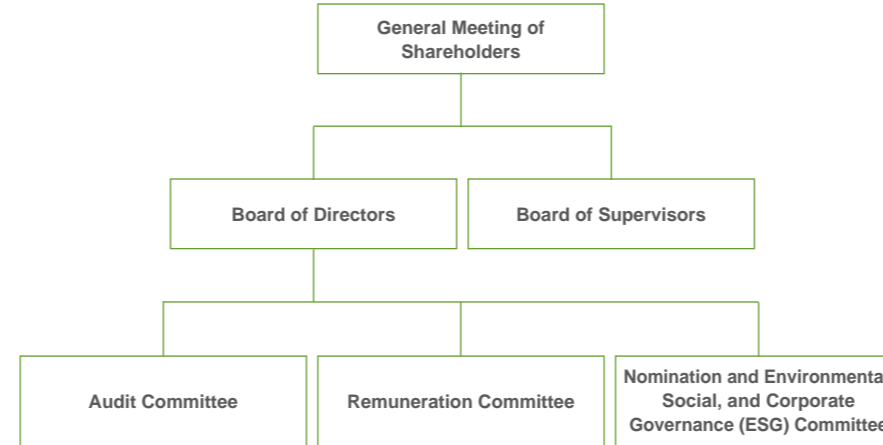 General Meeting of
Shareholders
Board of Directors
Board of Supervisors
Audit Committee
Remuneration Committee
Nomination and Environmenta
Social, and Corporate
Governance (ESG) Committee